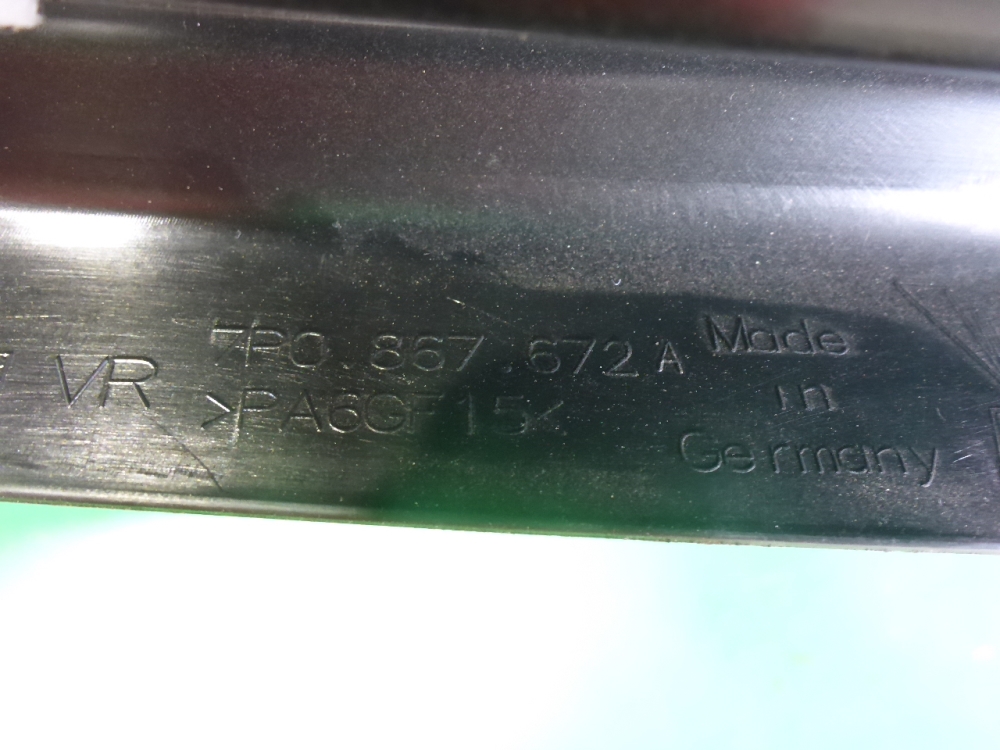 VR
7P0.867.672 A
>PA6GF15<
Made
in
Germany